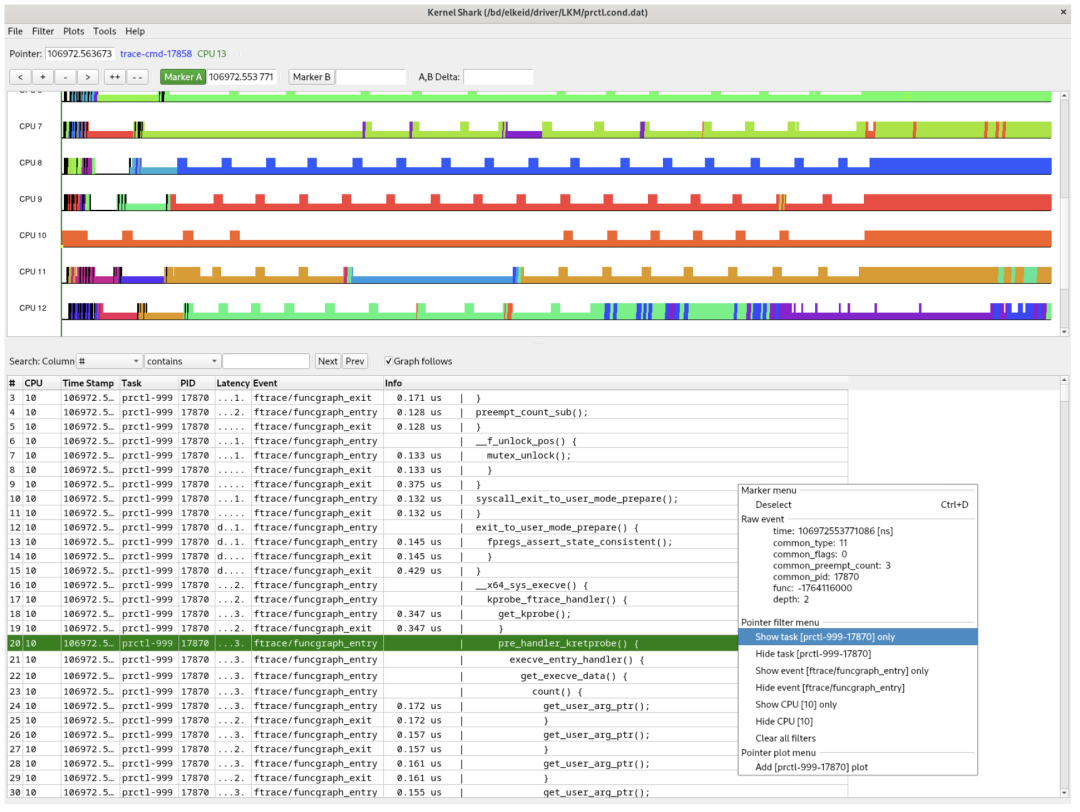 Kernel Shark (/bd/elkeid/driver/LKM/prctl.cond.dat) ×
File Filter Plots Tools Help
Pointer: 106972.563673 trace-cmd-17858 CPU 13
< + - > ++ -- Marker A 106972.553 771 Marker B A,B Delta:
CPU 7
CPU 8
CPU 9
CPU 10
CPU 11
CPU 12
Search: Column # contains Next Prev Graph follows
# CPU Time Stamp Task PID Latency Event Info
3 10 106972.5... prctl-999 17870 ...1. ftrace/funcgraph_exit 0.171 us | }
4 10 106972.5... prctl-999 17870 ...2. ftrace/funcgraph_entry 0.128 us | preempt_count_sub();
5 10 106972.5... prctl-999 17870 ..... ftrace/funcgraph_exit 0.128 us | }
6 10 106972.5... prctl-999 17870 ...1. ftrace/funcgraph_entry | __f_unlock_pos() {
7 10 106972.5... prctl-999 17870 ...1. ftrace/funcgraph_entry 0.133 us | mutex_unlock();
8 10 106972.5... prctl-999 17870 ..... ftrace/funcgraph_exit 0.133 us | }
9 10 106972.5... prctl-999 17870 ..... ftrace/funcgraph_exit 0.375 us | }
10 10 106972.5... prctl-999 17870 ...1. ftrace/funcgraph_entry 0.132 us | syscall_exit_to_user_mode_prepare();
11 10 106972.5... prctl-999 17870 ..... ftrace/funcgraph_exit 0.132 us | }
12 10 106972.5... prctl-999 17870 d..1. ftrace/funcgraph_entry | exit_to_user_mode_prepare() {
13 10 106972.5... prctl-999 17870 d..1. ftrace/funcgraph_entry 0.145 us | fpregs_assert_state_consistent();
14 10 106972.5... prctl-999 17870 d.... ftrace/funcgraph_exit 0.145 us | }
15 10 106972.5... prctl-999 17870 d.... ftrace/funcgraph_exit 0.429 us | }
16 10 106972.5... prctl-999 17870 ...2. ftrace/funcgraph_entry | __x64_sys_execve() {
17 10 106972.5... prctl-999 17870 ...2. ftrace/funcgraph_entry | kprobe_ftrace_handler() {
18 10 106972.5... prctl-999 17870 ...3. ftrace/funcgraph_entry 0.347 us | get_kprobe();
19 10 106972.5... prctl-999 17870 ...2. ftrace/funcgraph_exit 0.347 us | }
20 10 106972.5... prctl-999 17870 ...3. ftrace/funcgraph_entry | pre_handler_kretprobe() {
21 10 106972.5... prctl-999 17870 ...3. ftrace/funcgraph_entry | execve_entry_handler() {
22 10 106972.5... prctl-999 17870 ...3. ftrace/funcgraph_entry | get_execve_data() {
23 10 106972.5... prctl-999 17870 ...3. ftrace/funcgraph_entry | count() {
24 10 106972.5... prctl-999 17870 ...3. ftrace/funcgraph_entry 0.172 us | get_user_arg_ptr();
25 10 106972.5... prctl-999 17870 ...2. ftrace/funcgraph_exit 0.172 us | }
26 10 106972.5... prctl-999 17870 ...3. ftrace/funcgraph_entry 0.157 us | get_user_arg_ptr();
27 10 106972.5... prctl-999 17870 ...2. ftrace/funcgraph_exit 0.157 us | }
28 10 106972.5... prctl-999 17870 ...3. ftrace/funcgraph_entry 0.161 us | get_user_arg_ptr();
29 10 106972.5... prctl-999 17870 ...2. ftrace/funcgraph_exit 0.161 us | }
30 10 106972.5... prctl-999 17870 ...3. ftrace/funcgraph_entry 0.155 us | get_user_arg_ptr();
Marker menu
Deselect Ctrl+D
Raw event
time: 106972553771086 [ns]
common_type: 11
common_flags: 0
common_preempt_count: 3
common_pid: 17870
func: -1764116000
depth: 2
Pointer filter menu
Show task [prctl-999-17870] only
Hide task [prctl-999-17870]
Show event [ftrace/funcgraph_entry] only
Hide event [ftrace/funcgraph_entry]
Show CPU [10] only
Hide CPU [10]
Clear all filters
Pointer plot menu
Add [prctl-999-17870] plot